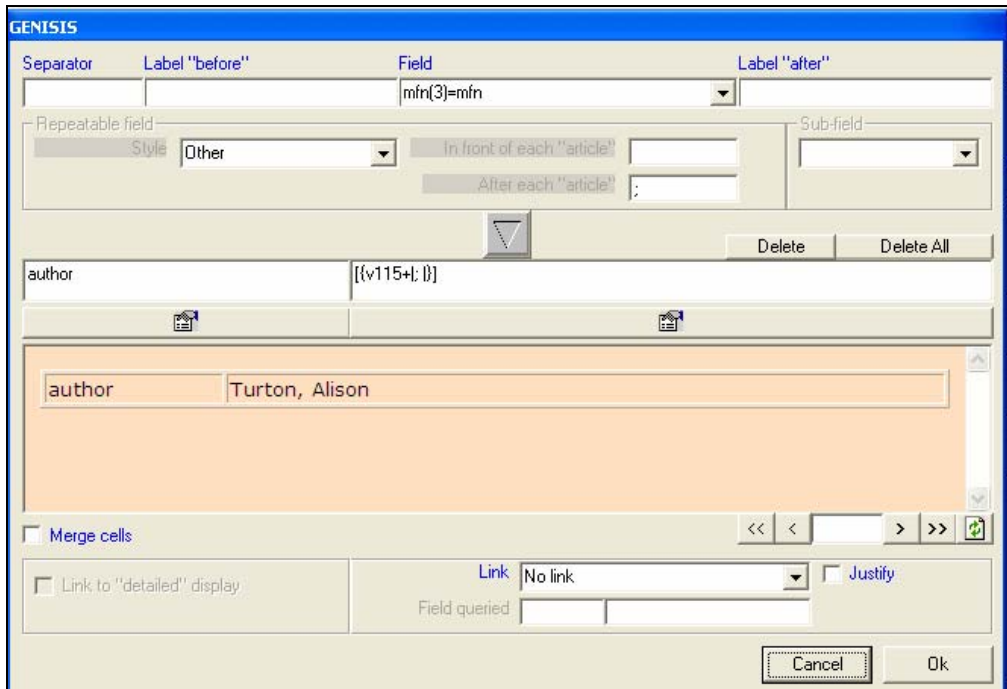 GENISIS
Separator Label "before" Field Label "after"
mfn(3)=mfn
Repeatable field Sub-field
Style Other In front of each "article"
After each "article" ;
Delete Delete All
author [{v115+|; |}]
author Turton, Alison
Merge cells << < > >>
Link to "detailed" display Link No link Justify
Field queried
Cancel Ok